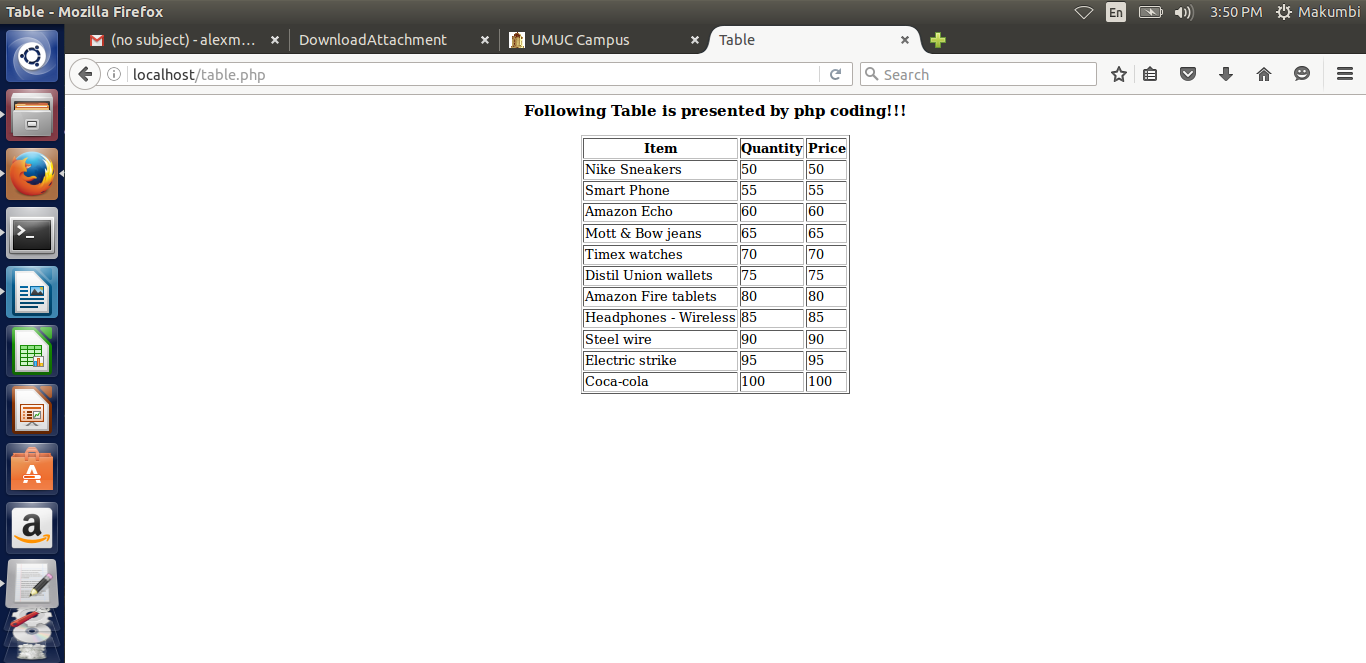 Table - Mozilla Firefox
En
3:50 PM
Makumbi
(no subject) - alexm...
DownloadAttachment
UMUC Campus
Table
localhost/table.php
Search
Following Table is presented by php coding!!!
Item Quantity Price
Nike Sneakers 50 50
Smart Phone 55 55
Amazon Echo 60 60
Mott & Bow jeans 65 65
Timex watches 70 70
Distil Union wallets 75 75
Amazon Fire tablets 80 80
Headphones - Wireless 85 85
Steel wire 90 90
Electric strike 95 95
Coca-cola 100 100